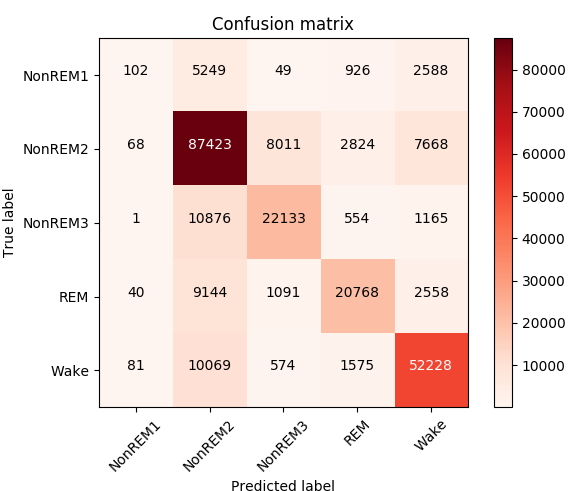 Confusion matrix
NonREM1 102 5249 49 926 2588
NonREM2 68 87423 8011 2824 7668
NonREM3 1 10876 22133 554 1165
REM 40 9144 1091 20768 2558
Wake 81 10069 574 1575 52228
True label
NonREM1 NonREM2 NonREM3 REM Wake
Predicted label
80000
70000
60000
50000
40000
30000
20000
10000